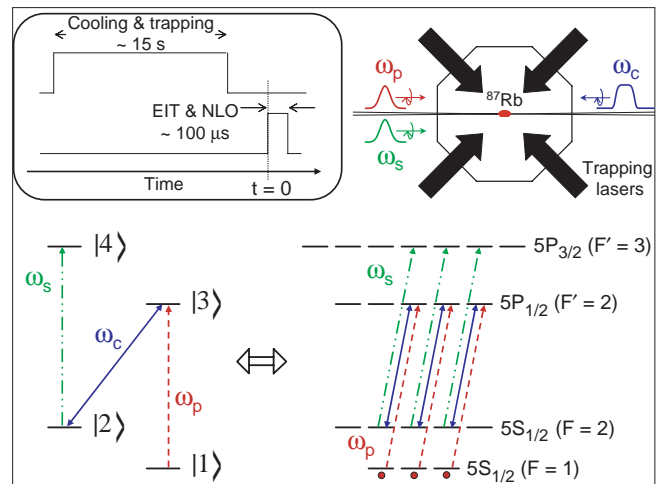 Cooling & trapping
~ 15 s
EIT & NLO
~ 100 μs
Time
t = 0
ωp
87Rb
ωc
ωs
Trapping
lasers
|4⟩
ωs
|3⟩
ωc
|2⟩
ωp
|1⟩
5P3/2 (F′ = 3)
ωs
5P1/2 (F′ = 2)
5S1/2 (F = 2)
ωp
5S1/2 (F = 1)